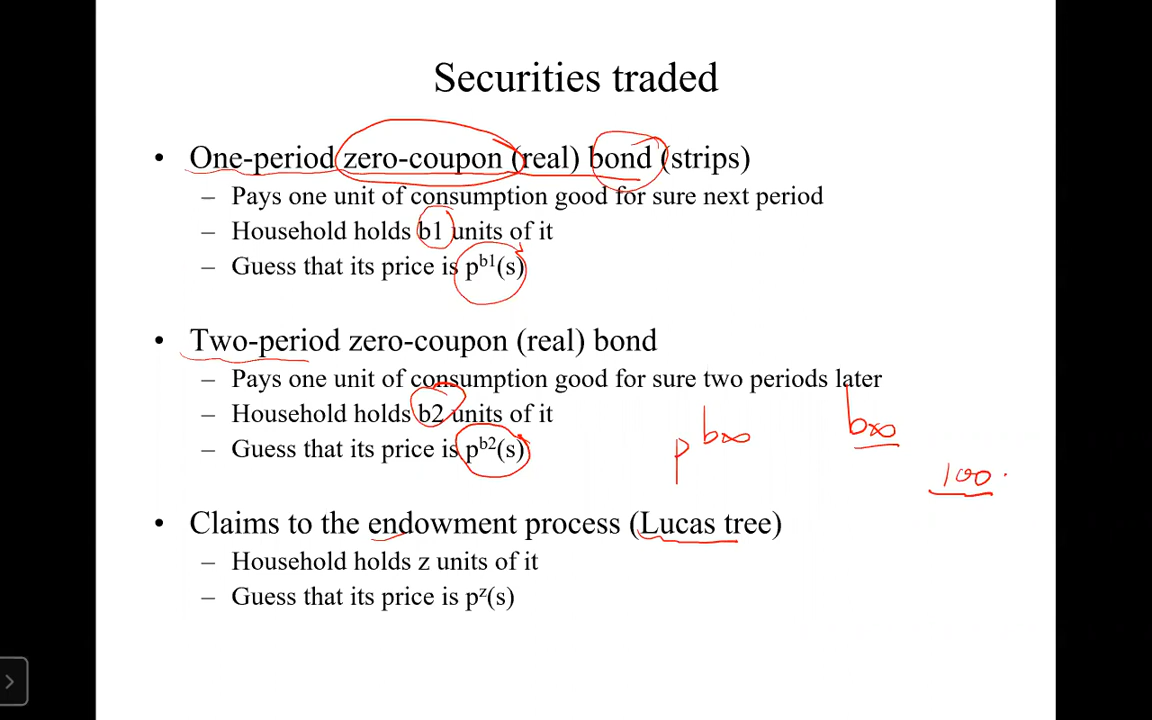 Securities traded
• One-period zero-coupon (real) bond (strips)
– Pays one unit of consumption good for sure next period
– Household holds b1 units of it
– Guess that its price is p^b1(s)
• Two-period zero-coupon (real) bond
– Pays one unit of consumption good for sure two periods later
– Household holds b2 units of it
– Guess that its price is p^b2(s)
p^b∞ b∞
100
• Claims to the endowment process (Lucas tree)
– Household holds z units of it
– Guess that its price is p^z(s)